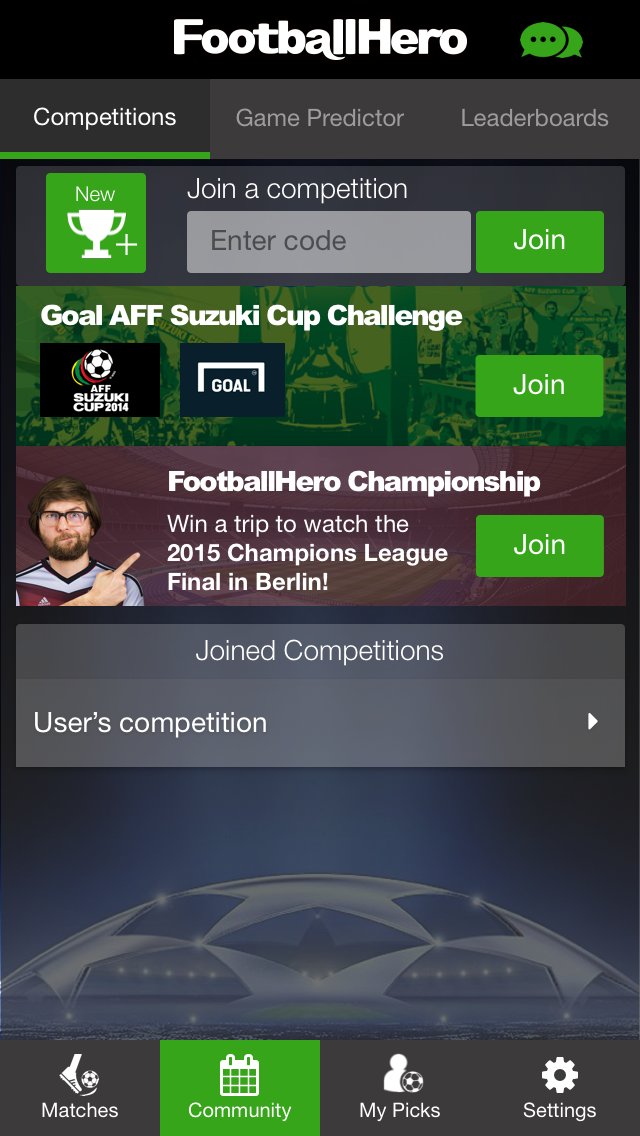 FootballHero
Competitions
Game Predictor
Leaderboards
New
Join a competition
Enter code
Join
Goal AFF Suzuki Cup Challenge
AFF
SUZUKI
CUP 2014
GOAL
Join
FootballHero Championship
Win a trip to watch the
2015 Champions League
Final in Berlin!
Join
Joined Competitions
User’s competition
Matches
Community
My Picks
Settings